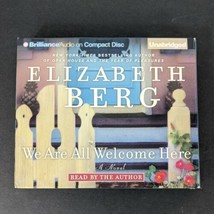 Brilliance Audio on Compact Disc
Unabridged
NEW YORK TIMES BESTSELLING AUTHOR
OF OPEN HOUSE AND THE YEAR OF PLEASURES
ELIZABETH
BERG
We Are All Welcome Here
A Novel
READ BY THE AUTHOR